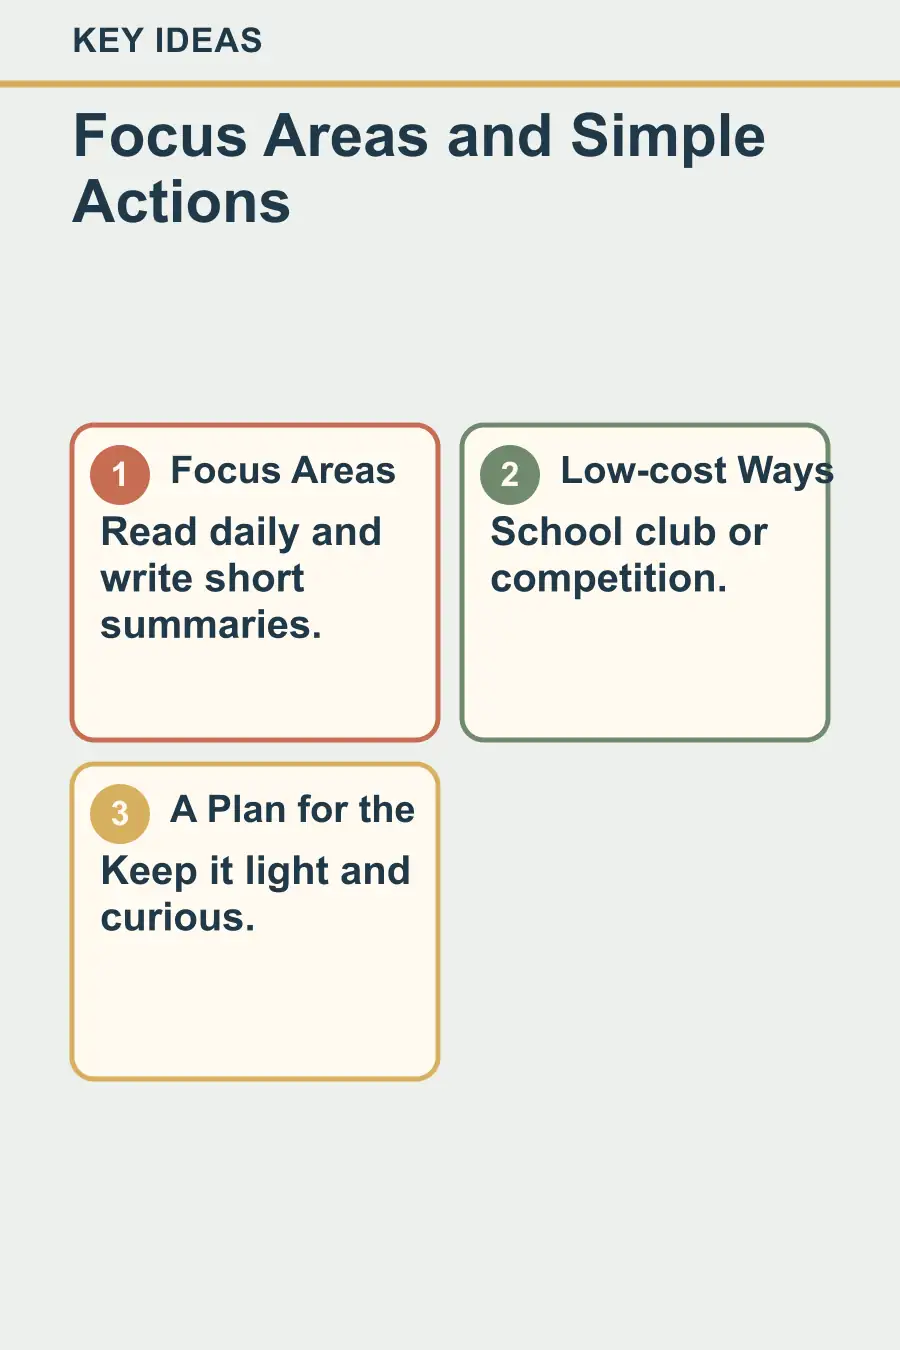 KEY IDEAS
Focus Areas and Simple
Actions
1 Focus Areas
Read daily and
write short
summaries.
2 Low-cost Ways
School club or
competition.
3 A Plan for the
Keep it light and
curious.